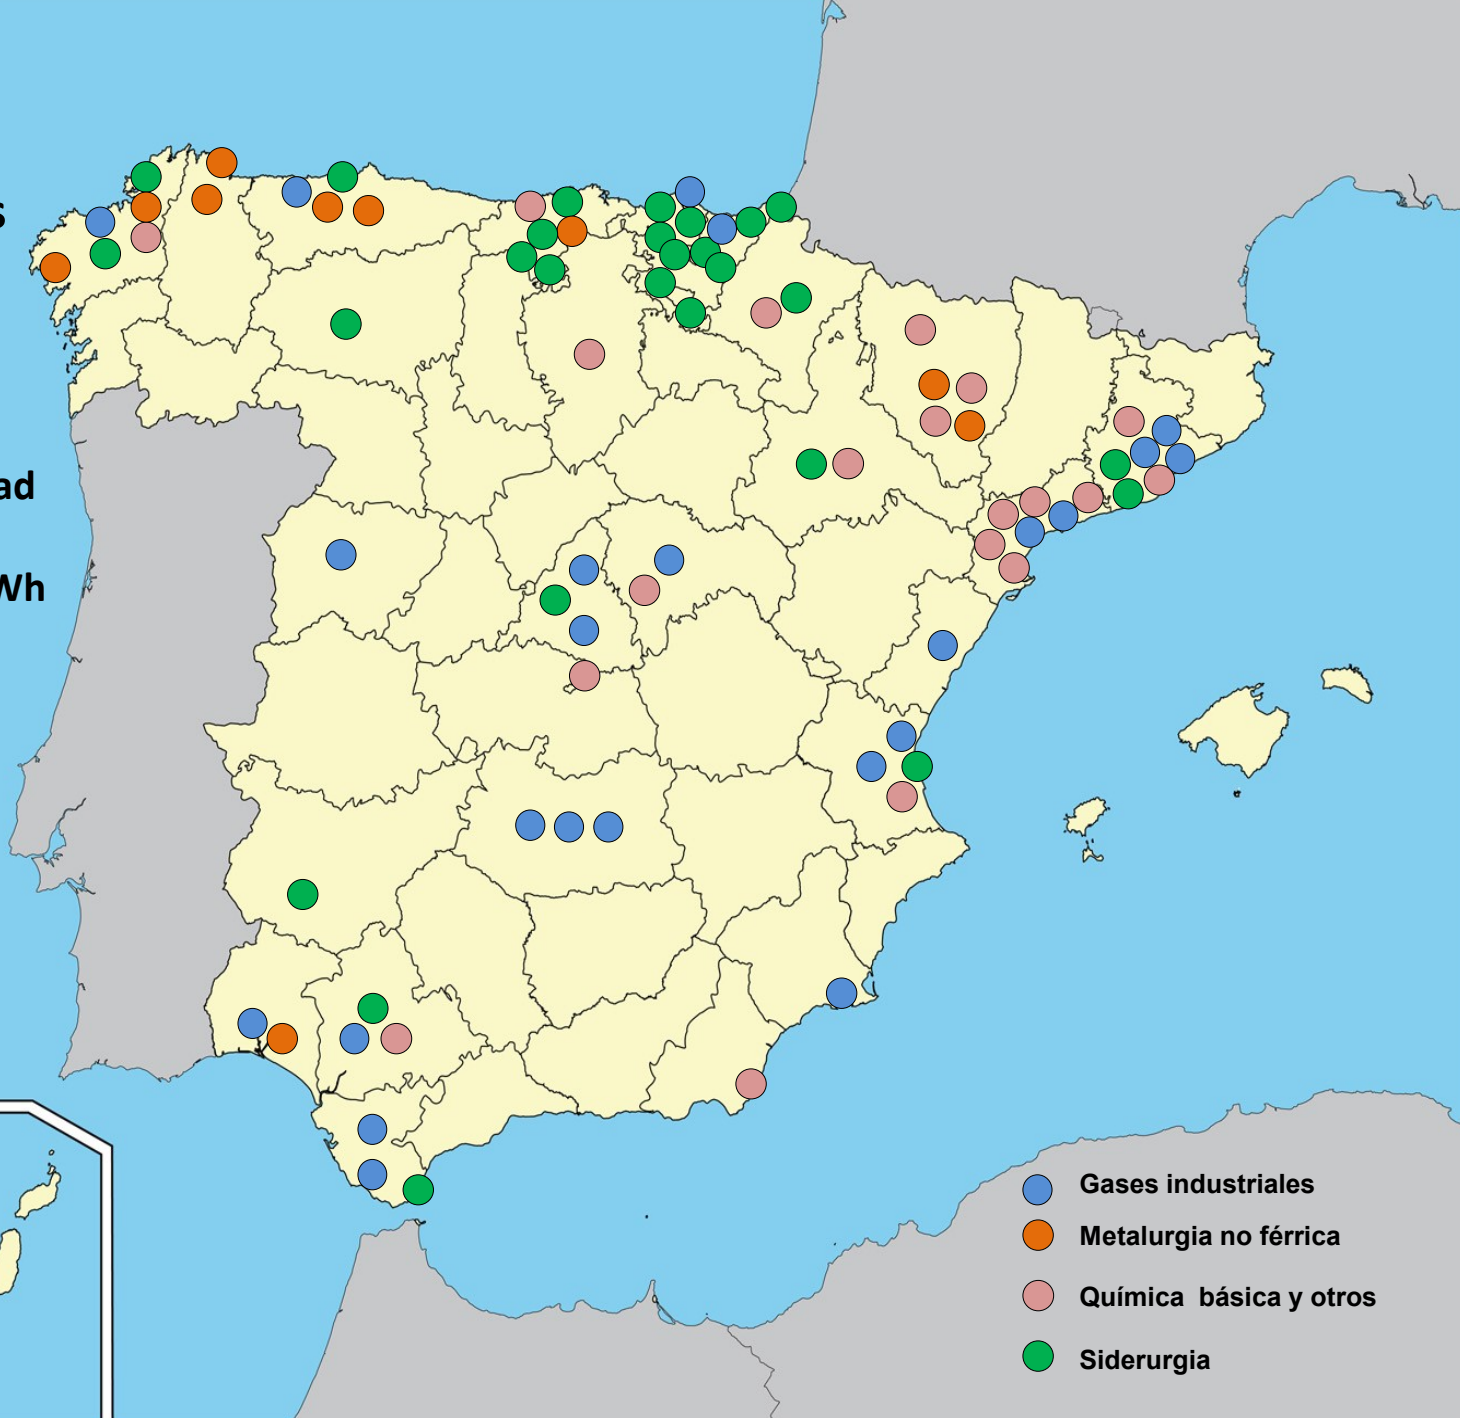 s
ad
Wh
Gases industriales
Metalurgia no férrica
Química básica y otros
Siderurgia